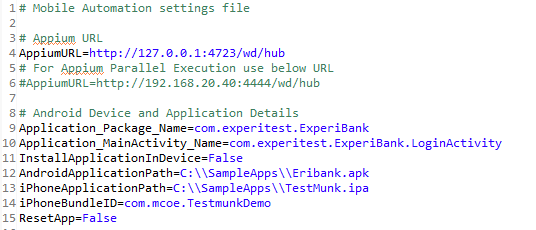 1 # Mobile Automation settings file
2
3 # Appium URL
4 AppiumURL=http://127.0.0.1:4723/wd/hub
5 # For Appium Parallel Execution use below URL
6 #AppiumURL=http://192.168.20.40:4444/wd/hub
7
8 # Android Device and Application Details
9 Application_Package_Name=com.experitest.ExperiBank
10 Application_MainActivity_Name=com.experitest.ExperiBank.LoginActivity
11 InstallApplicationInDevice=False
12 AndroidApplicationPath=C:\\SampleApps\\Eribank.apk
13 iPhoneApplicationPath=C:\\SampleApps\\TestMunk.ipa
14 iPhoneBundleID=com.mcoe.TestmunkDemo
15 ResetApp=False